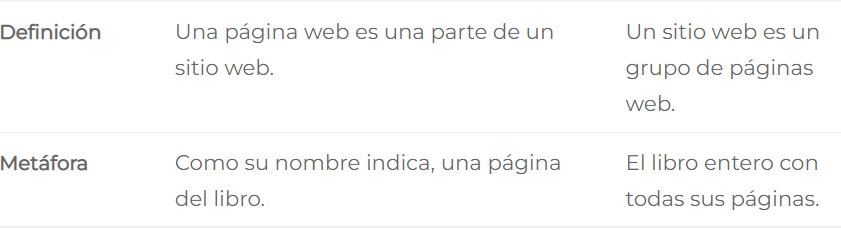 Definición
Una página web es una parte de un
sitio web.
Un sitio web es un
grupo de páginas
web.
Metáfora
Como su nombre indica, una página
del libro.
El libro entero con
todas sus páginas.